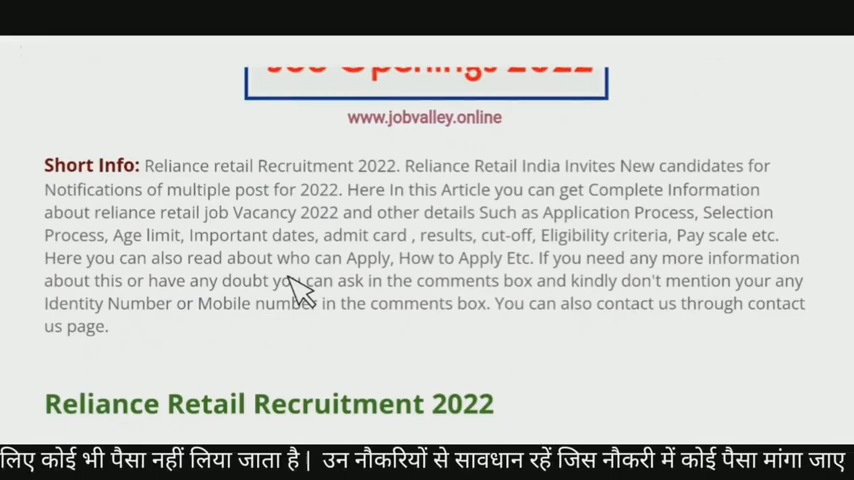 Job Openings 2022
www.jobvalley.online
Short Info: Reliance retail Recruitment 2022. Reliance Retail India Invites New candidates for
Notifications of multiple post for 2022. Here In this Article you can get Complete Information
about reliance retail job Vacancy 2022 and other details Such as Application Process, Selection
Process, Age limit, Important dates, admit card , results, cut-off, Eligibility criteria, Pay scale etc.
Here you can also read about who can Apply, How to Apply Etc. If you need any more information
about this or have any doubt you can ask in the comments box and kindly don't mention your any
Identity Number or Mobile number in the comments box. You can also contact us through contact
us page.
Reliance Retail Recruitment 2022
लिए कोई भी पैसा नहीं लिया जाता है | उन नौकरियों से सावधान रहें जिस नौकरी में कोई पैसा मांगा जाए